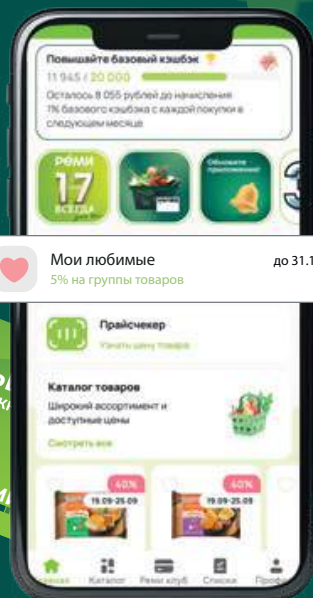 Повышайте базовый кэшбэк
11 945 / 20 000
Осталось 8 055 рублей до начисления
1% базового кэшбэка с каждой покупки в
следующем месяце
РЕМИ
17
ВСЕГДА
Обновите
приложение!
Мои любимые
до 31.1
5% на группы товаров
Прайсчекер
Узнать цену товара
Каталог товаров
Широкий ассортимент и
доступные цены
Смотреть все
40%
40%
19.09-25.09
19.09-25.09
Главная
Каталог
Реми клуб
Списки
Проф